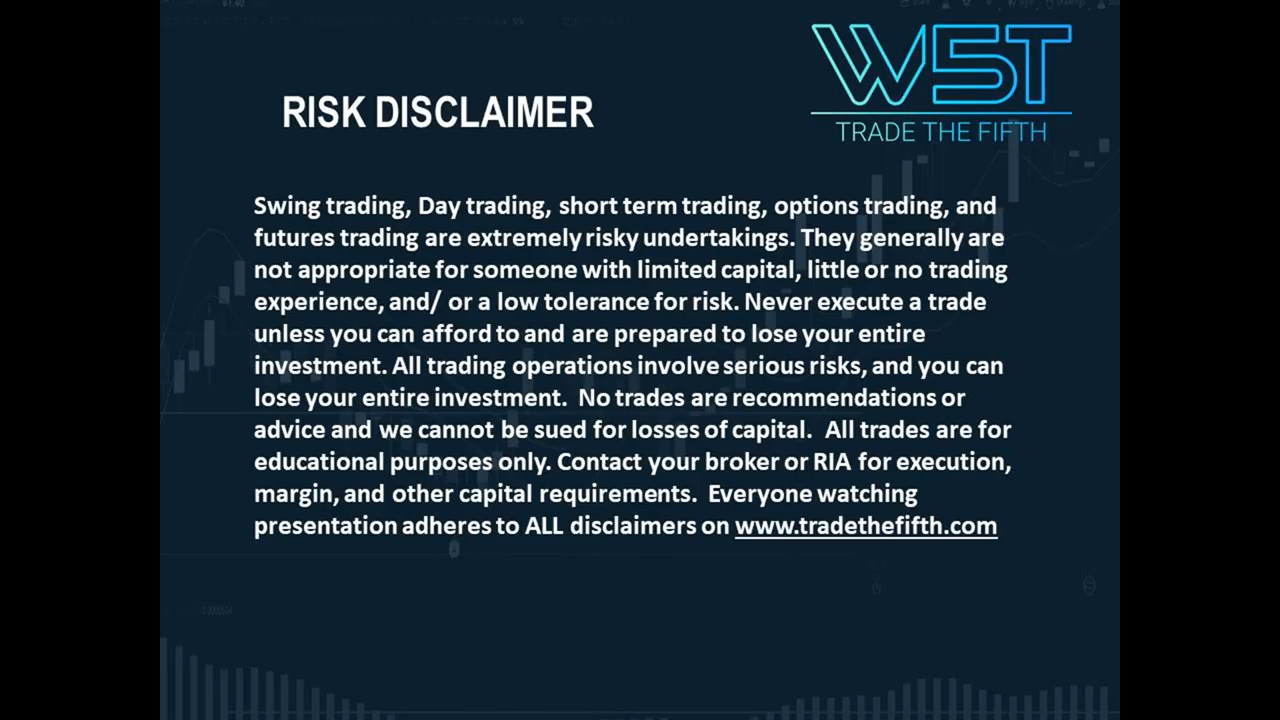 W5T
TRADE THE FIFTH
RISK DISCLAIMER
Swing trading, Day trading, short term trading, options trading, and
futures trading are extremely risky undertakings. They generally are
not appropriate for someone with limited capital, little or no trading
experience, and/ or a low tolerance for risk. Never execute a trade
unless you can afford to and are prepared to lose your entire
investment. All trading operations involve serious risks, and you can
lose your entire investment.  No trades are recommendations or
advice and we cannot be sued for losses of capital.  All trades are for
educational purposes only. Contact your broker or RIA for execution,
margin, and other capital requirements.  Everyone watching
presentation adheres to ALL disclaimers on www.tradethefifth.com